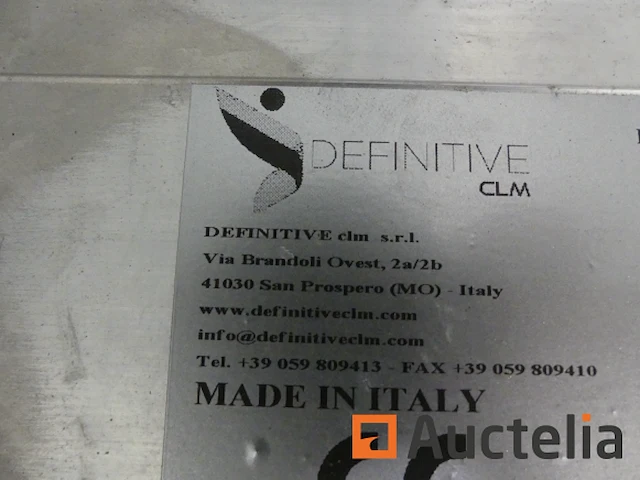 DEFINITIVE
CLM
DEFINITIVE clm s.r.l.
Via Brandoli Ovest, 2a/2b
41030 San Prospero (MO) - Italy
www.definitiveclm.com
info@definitiveclm.com
Tel. +39 059 809413 - FAX +39 059 809410
MADE IN ITALY
Auctelia